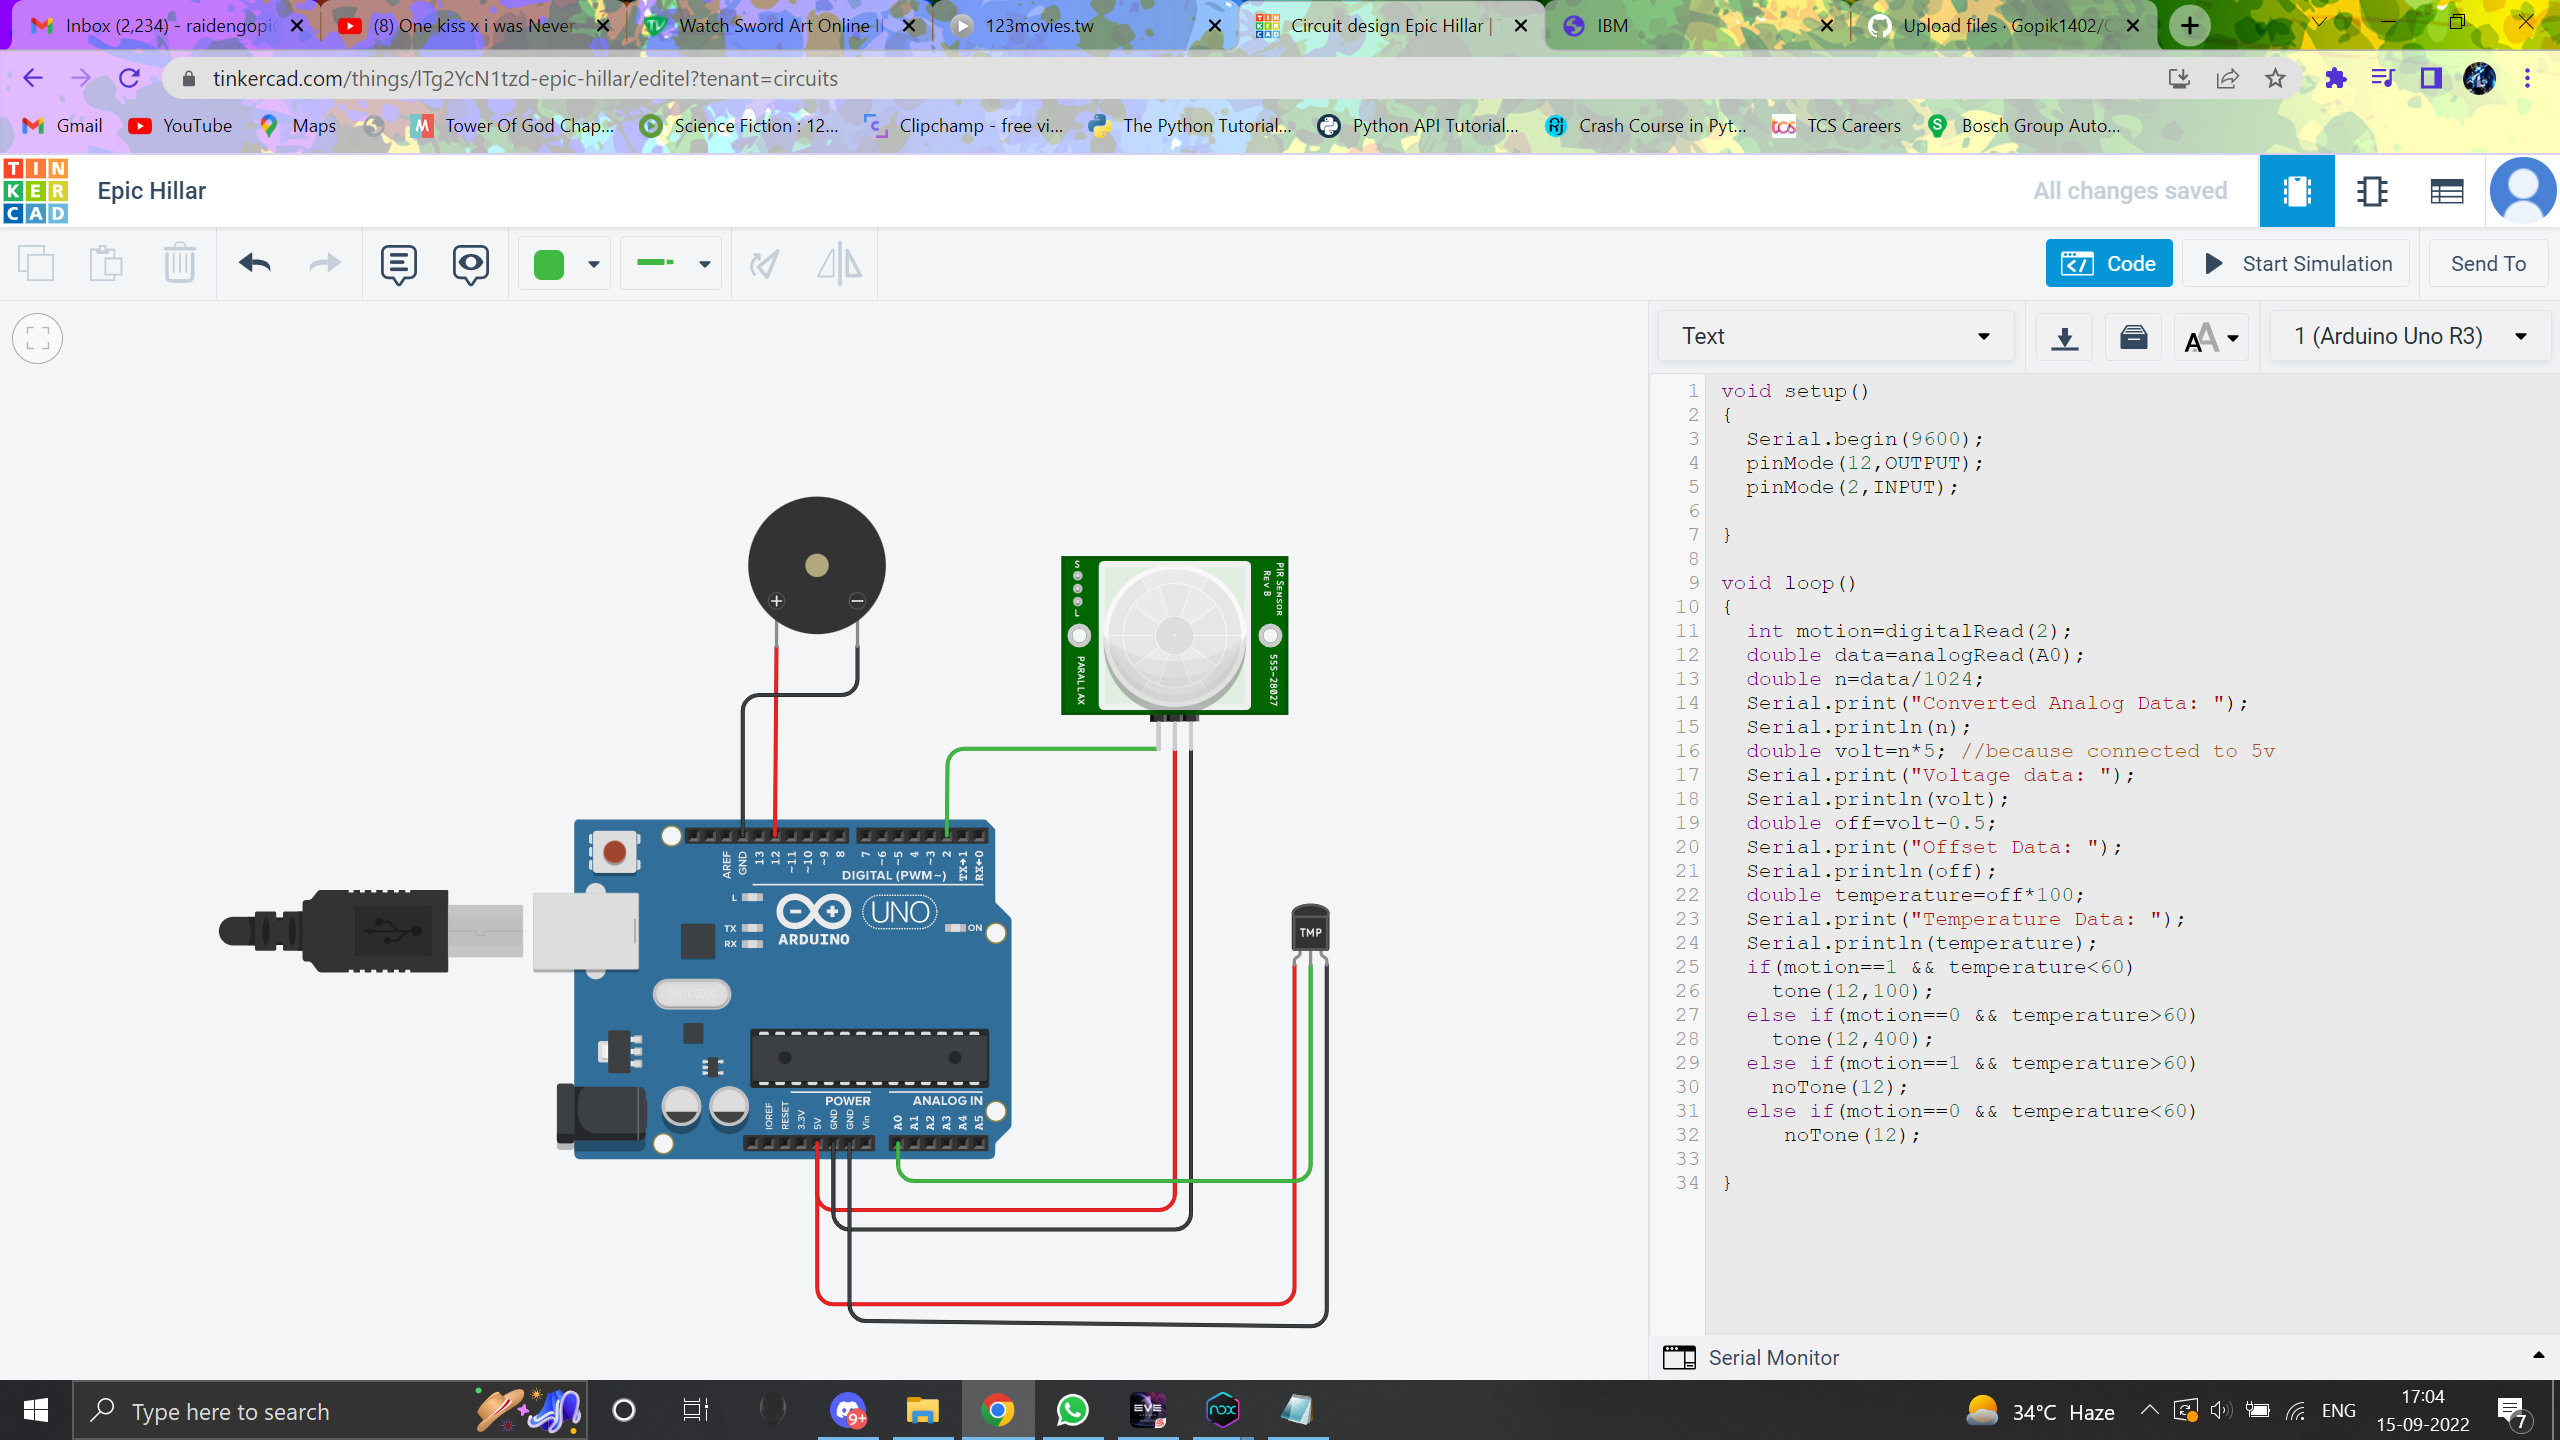 Inbox (2,234) - raidengopi
(8) One kiss x i was Never
Watch Sword Art Online II
123movies.tw
Circuit design Epic Hillar | T
IBM
Upload files · Gopik1402/C
tinkercad.com/things/lTg2YcN1tzd-epic-hillar/editel?tenant=circuits
Gmail
YouTube
Maps
Tower Of God Chap...
Science Fiction : 12...
Clipchamp - free vi...
The Python Tutorial...
Python API Tutorial...
Crash Course in Pyt...
TCS Careers
Bosch Group Auto...
TINKERCAD
Epic Hillar
All changes saved
Code
Start Simulation
Send To
Text
1 (Arduino Uno R3)
1 void setup()
2 {
3 Serial.begin(9600);
4 pinMode(12,OUTPUT);
5 pinMode(2,INPUT);
6
7 }
8
9 void loop()
10 {
11 int motion=digitalRead(2);
12 double data=analogRead(A0);
13 double n=data/1024;
14 Serial.print("Converted Analog Data: ");
15 Serial.println(n);
16 double volt=n*5; //because connected to 5v
17 Serial.print("Voltage data: ");
18 Serial.println(volt);
19 double off=volt-0.5;
20 Serial.print("Offset Data: ");
21 Serial.println(off);
22 double temperature=off*100;
23 Serial.print("Temperature Data: ");
24 Serial.println(temperature);
25 if(motion==1 && temperature<60)
26 tone(12,100);
27 else if(motion==0 && temperature>60)
28 tone(12,400);
29 else if(motion==1 && temperature>60)
30 noTone(12);
31 else if(motion==0 && temperature<60)
32 noTone(12);
33
34 }
S
L
PARALLAX
PIR SENSOR
REV B
555-28027
AREF
GND
13
12
~11
~10
~9
8
7
~6
~5
4
~3
2
TX→1
RX←0
DIGITAL (PWM~)
L
TX
RX
ARDUINO
UNO
ON
TMP
POWER
ANALOG IN
IOREF
RESET
3.3V
5V
GND
GND
Vin
A0
A1
A2
A3
A4
A5
Serial Monitor
Type here to search
9+
EVE
nox
34°C Haze
ENG
17:04
15-09-2022
7